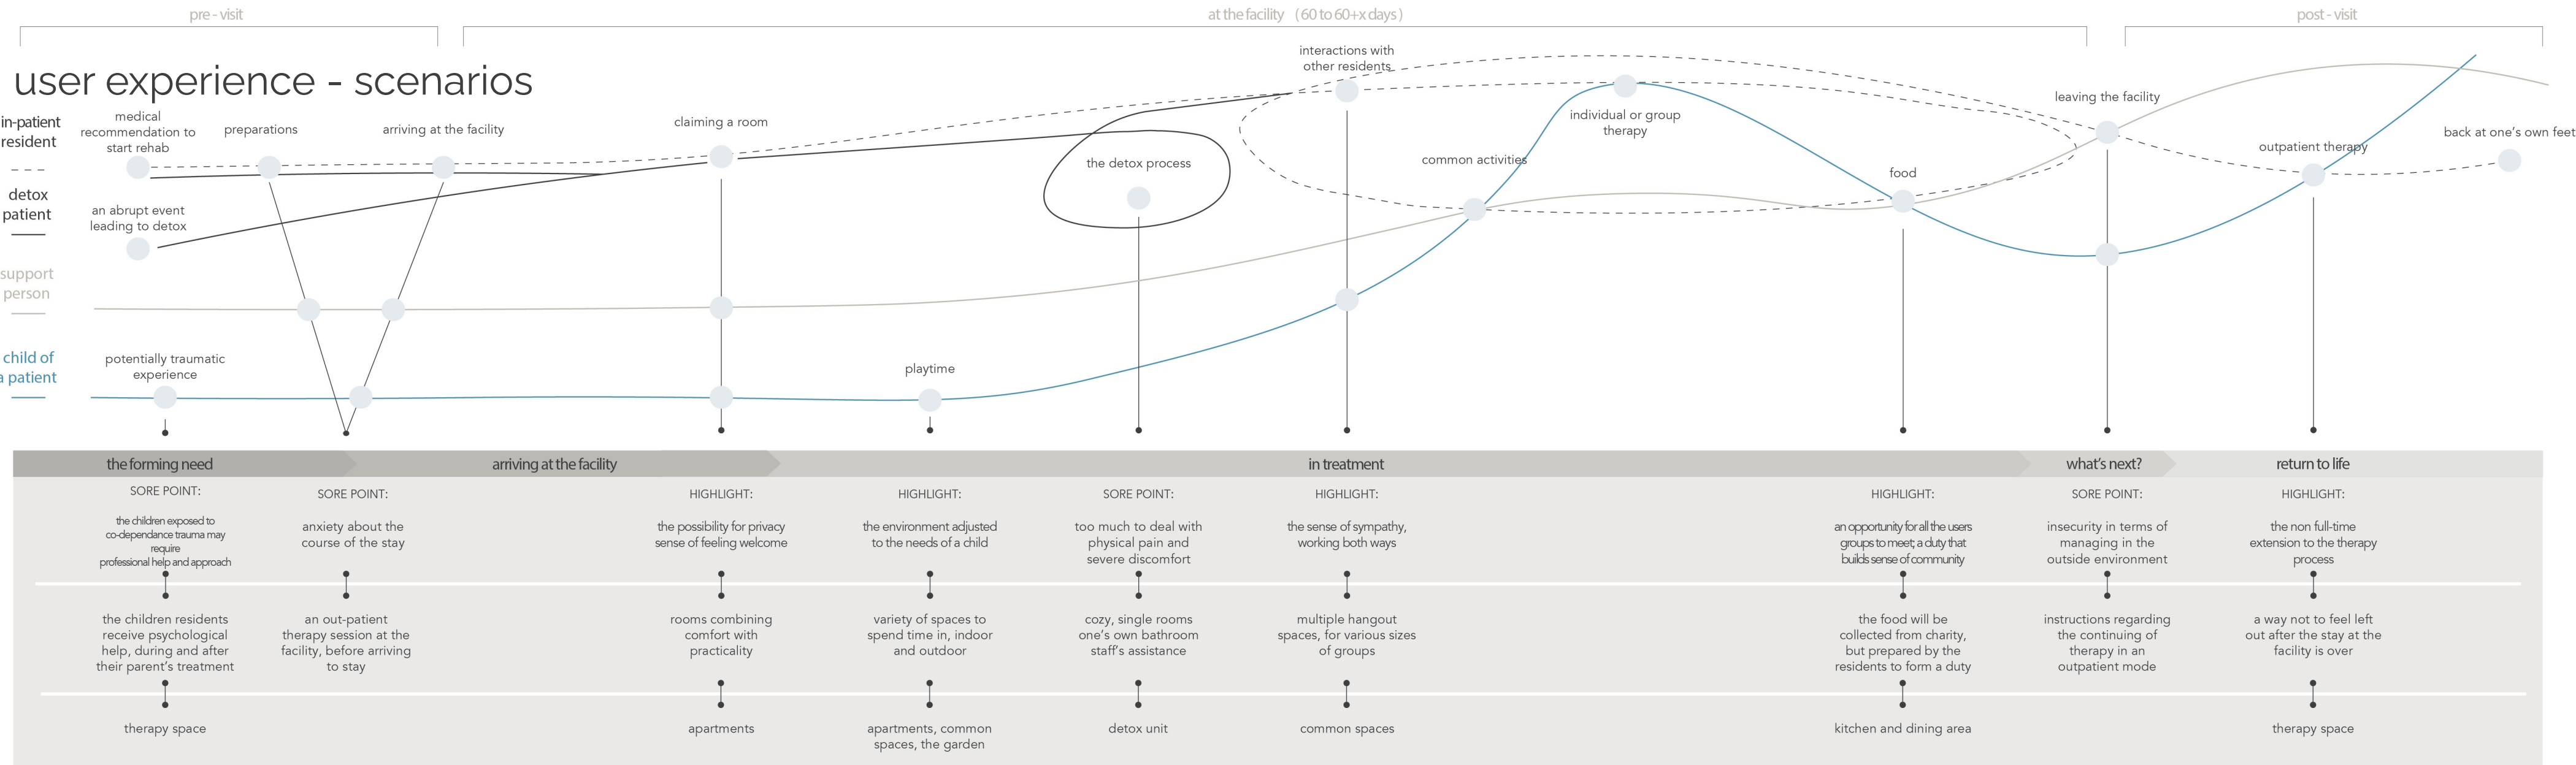 pre - visit
at the facility   ( 60 to 60+x days )
post - visit
user experience - scenarios
in-patient
resident
detox
patient
support
person
child of
a patient
medical
recommendation to
start rehab
preparations
arriving at the facility
an abrupt event
leading to detox
potentially traumatic
experience
claiming a room
playtime
the detox process
interactions with
other residents
common activities
individual or group
therapy
food
leaving the facility
outpatient therapy
back at one's own feet
the forming need
arriving at the facility
in treatment
what's next?
return to life
SORE POINT:
the children exposed to
co-dependance trauma may
require
professional help and approach
the children residents
receive psychological
help, during and after
their parent's treatment
therapy space
SORE POINT:
anxiety about the
course of the stay
an out-patient
therapy session at the
facility, before arriving
to stay
HIGHLIGHT:
the possibility for privacy
sense of feeling welcome
rooms combining
comfort with
practicality
apartments
HIGHLIGHT:
the environment adjusted
to the needs of a child
variety of spaces to
spend time in, indoor
and outdoor
apartments, common
spaces, the garden
SORE POINT:
too much to deal with
physical pain and
severe discomfort
cozy, single rooms
one's own bathroom
staff's assistance
detox unit
HIGHLIGHT:
the sense of sympathy,
working both ways
multiple hangout
spaces, for various sizes
of groups
common spaces
HIGHLIGHT:
an opportunity for all the users
groups to meet; a duty that
builds sense of community
the food will be
collected from charity,
but prepared by the
residents to form a duty
kitchen and dining area
SORE POINT:
insecurity in terms of
managing in the
outside environment
instructions regarding
the continuing of
therapy in an
outpatient mode
HIGHLIGHT:
the non full-time
extension to the therapy
process
a way not to feel left
out after the stay at the
facility is over
therapy space